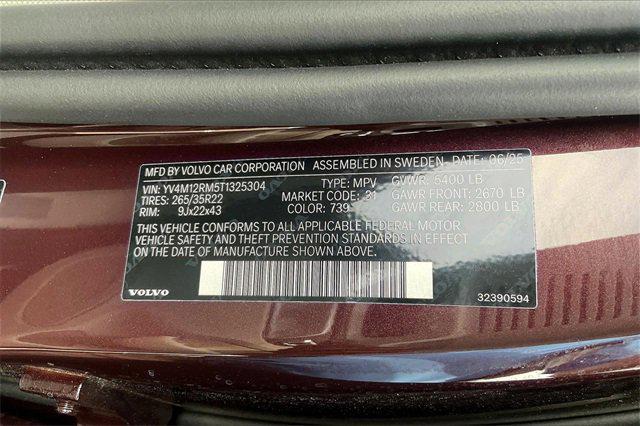 MFD BY VOLVO CAR CORPORATION ASSEMBLED IN SWEDEN DATE: 06/25
VIN: YV4M12RM5T1325304 TYPE: MPV GVWR: 5400 LB
TIRES: 265/35R22 MARKET CODE: 31 GAWR FRONT: 2670 LB
RIM: 9Jx22x43 COLOR: 739 GAWR REAR: 2800 LB
THIS VEHICLE CONFORMS TO ALL APPLICABLE FEDERAL MOTOR
VEHICLE SAFETY AND THEFT PREVENTION STANDARDS IN EFFECT
ON THE DATE OF MANUFACTURE SHOWN ABOVE.
VOLVO 32390594